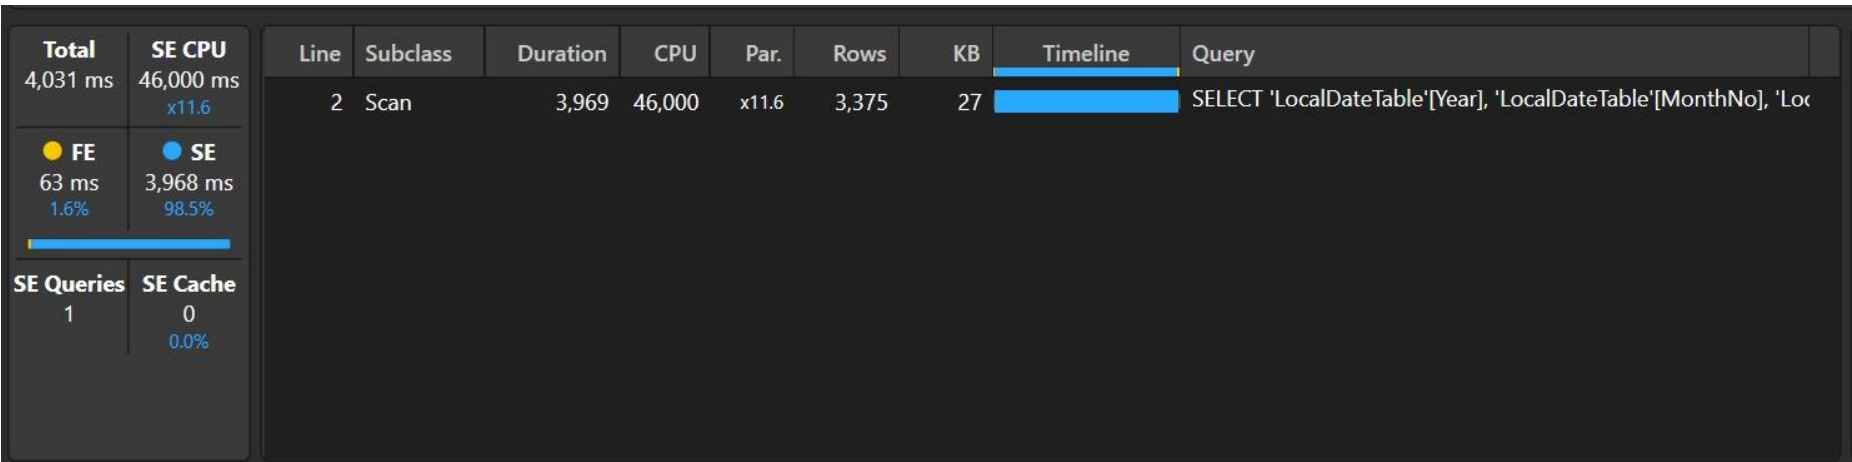 Total SE CPU
4,031 ms 46,000 ms
x11.6
FE SE
63 ms 3,968 ms
1.6% 98.5%
SE Queries SE Cache
1 0
0.0%
Line Subclass Duration CPU Par. Rows KB Timeline Query
2 Scan 3,969 46,000 x11.6 3,375 27 SELECT 'LocalDateTable'[Year], 'LocalDateTable'[MonthNo], 'Loc